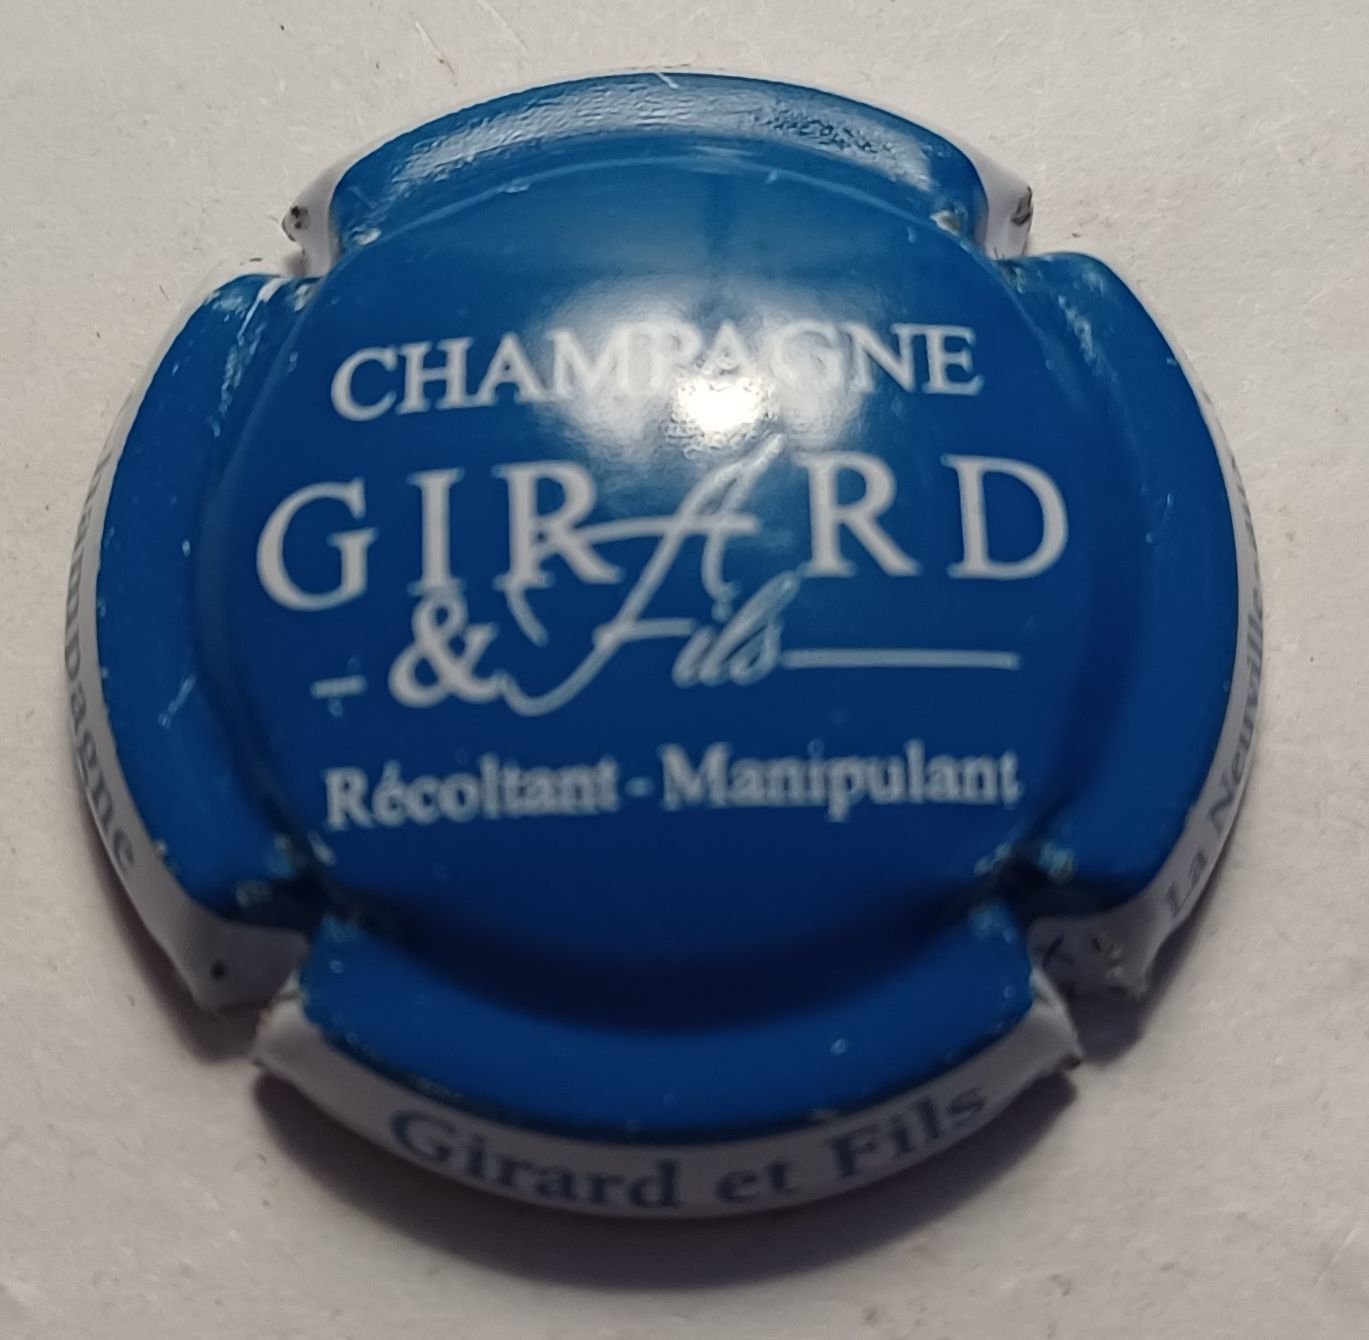 CHAMPAGNE
GIRARD
& Fils
Récoltant - Manipulant
Champagne
Girard et Fils
La Neuville